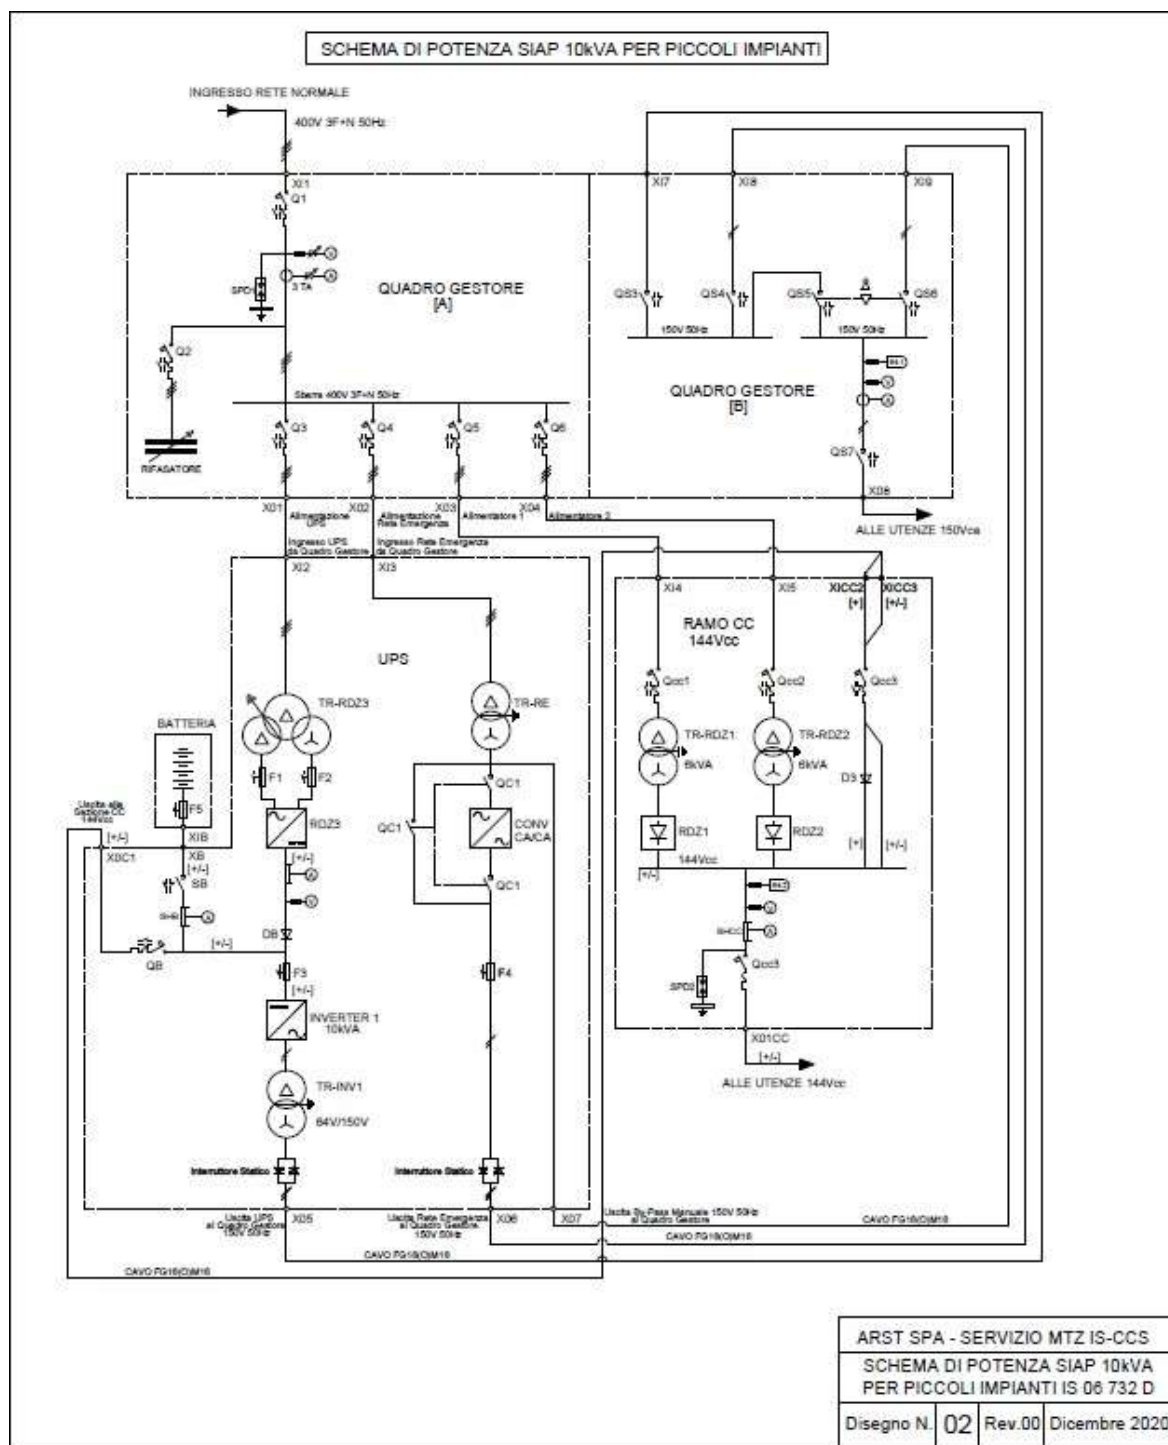 SCHEMA DI POTENZA SIAP 10kVA PER PICCOLI IMPIANTI
INGRESSO RETE NORMALE
400V 3F+N 50Hz
XI1
XI7
XI8
XI9
Q1
3 TA
SPD1
QUADRO GESTORE
[A]
QS3
QS4
QS5
QS6
150V 50Hz
150V 50Hz
Q2
QUADRO GESTORE
[B]
Sbarra 400V 3F+N 50Hz
Q3
Q4
Q5
Q6
QS7
RIFASATORE
X01
X02
X03
X04
X08
Alimentazione
UPS
Alimentazione
Rete Emergenza
Alimentatore 1
Alimentatore 2
ALLE UTENZE 150Vca
Ingresso UPS
da Quadro Gestore
Ingresso Rete Emergenza
da Quadro Gestore
XI2
XI3
XI4
XI5
XICC2
[+]
XICC3
[+/-]
RAMO CC
144Vcc
UPS
Qcc1
Qcc2
Qcc3
TR-RDZ3
TR-RE
BATTERIA
TR-RDZ1
6kVA
TR-RDZ2
6kVA
D3
F1
F2
QC1
F5
Uscita alla
Sezione CC
144Vcc
RDZ3
QC1
CONV
CA/CA
RDZ1
RDZ2
[+/-]
X0C1
XIB
XB
[+/-]
[+/-]
[+]
[+/-]
144Vcc
[+/-]
SB
QC1
SHB
DB
[+/-]
QB
SHCC
Qcc3
F3
[+/-]
F4
SPD2
INVERTER 1
10kVA
X01CC
[+/-]
ALLE UTENZE 144Vcc
TR-INV1
64V/150V
Interruttore Statico
Interruttore Statico
Uscita UPS
al Quadro Gestore
150V 50Hz
X05
Uscita Rete Emergenza
al Quadro Gestore
150V 50Hz
X06
X07
Uscita By-Pass Manuale 150V 50Hz
al Quadro Gestore
CAVO FG16(O)M16
CAVO FG16(O)M16
CAVO FG16(O)M16
CAVO FG16(O)M16
ARST SPA - SERVIZIO MTZ IS-CCS
SCHEMA DI POTENZA SIAP 10kVA
PER PICCOLI IMPIANTI IS 06 732 D
Disegno N. 02 Rev.00 Dicembre 2020